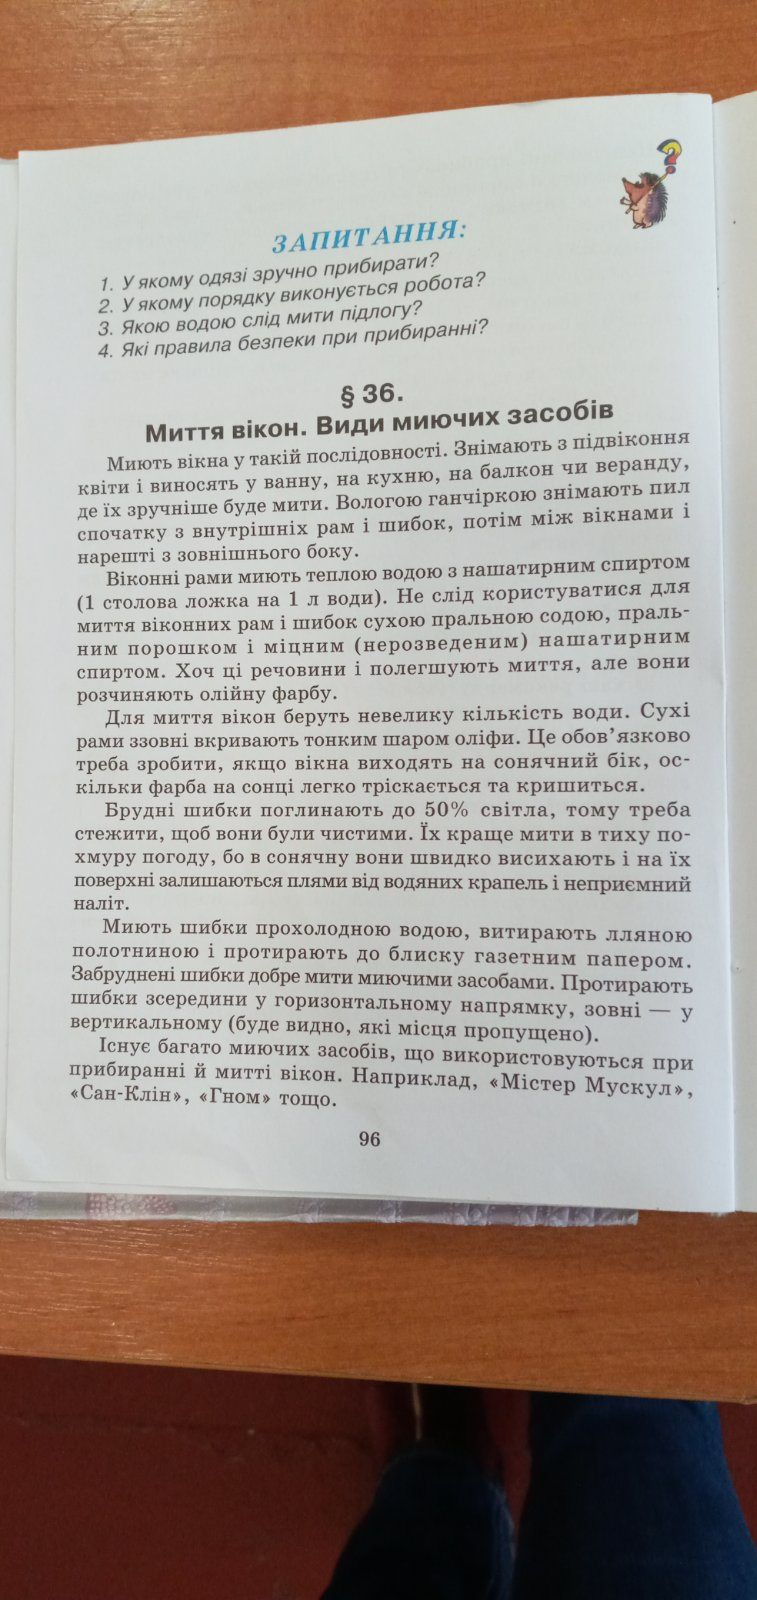 ЗАПИТАННЯ:
1. У якому одязі зручно прибирати?
2. У якому порядку виконується робота?
3. Якою водою слід мити підлогу?
4. Які правила безпеки при прибиранні?
§ 36.
Миття вікон. Види миючих засобів
Миють вікна у такій послідовності. Знімають з підвіконня
квіти і виносять у ванну, на кухню, на балкон чи веранду,
де їх зручніше буде мити. Вологою ганчіркою знімають пил
спочатку з внутрішніх рам і шибок, потім між вікнами і
нарешті з зовнішнього боку.
Віконні рами миють теплою водою з нашатирним спиртом
(1 столова ложка на 1 л води). Не слід користуватися для
миття віконних рам і шибок сухою пральною содою, праль-
ним порошком і міцним (нерозведеним) нашатирним
спиртом. Хоч ці речовини і полегшують миття, але вони
розчиняють олійну фарбу.
Для миття вікон беруть невелику кількість води. Сухі
рами ззовні вкривають тонким шаром оліфи. Це обов’язково
треба зробити, якщо вікна виходять на сонячний бік, ос-
кільки фарба на сонці легко тріскається та кришиться.
Брудні шибки поглинають до 50% світла, тому треба
стежити, щоб вони були чистими. Їх краще мити в тиху по-
хмуру погоду, бо в сонячну вони швидко висихають і на їх
поверхні залишаються плями від водяних крапель і неприємний
наліт.
Миють шибки прохолодною водою, витирають лляною
полотниною і протирають до блиску газетним папером.
Забруднені шибки добре мити миючими засобами. Протирають
шибки зсередини у горизонтальному напрямку, зовні — у
вертикальному (буде видно, які місця пропущено).
Існує багато миючих засобів, що використовуються при
прибиранні й митті вікон. Наприклад, «Містер Мускул»,
«Сан-Клін», «Гном» тощо.
96